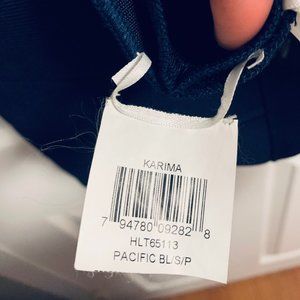 KARIMA
7 94780 09282 8
HLT65113
PACIFIC BL/S/P